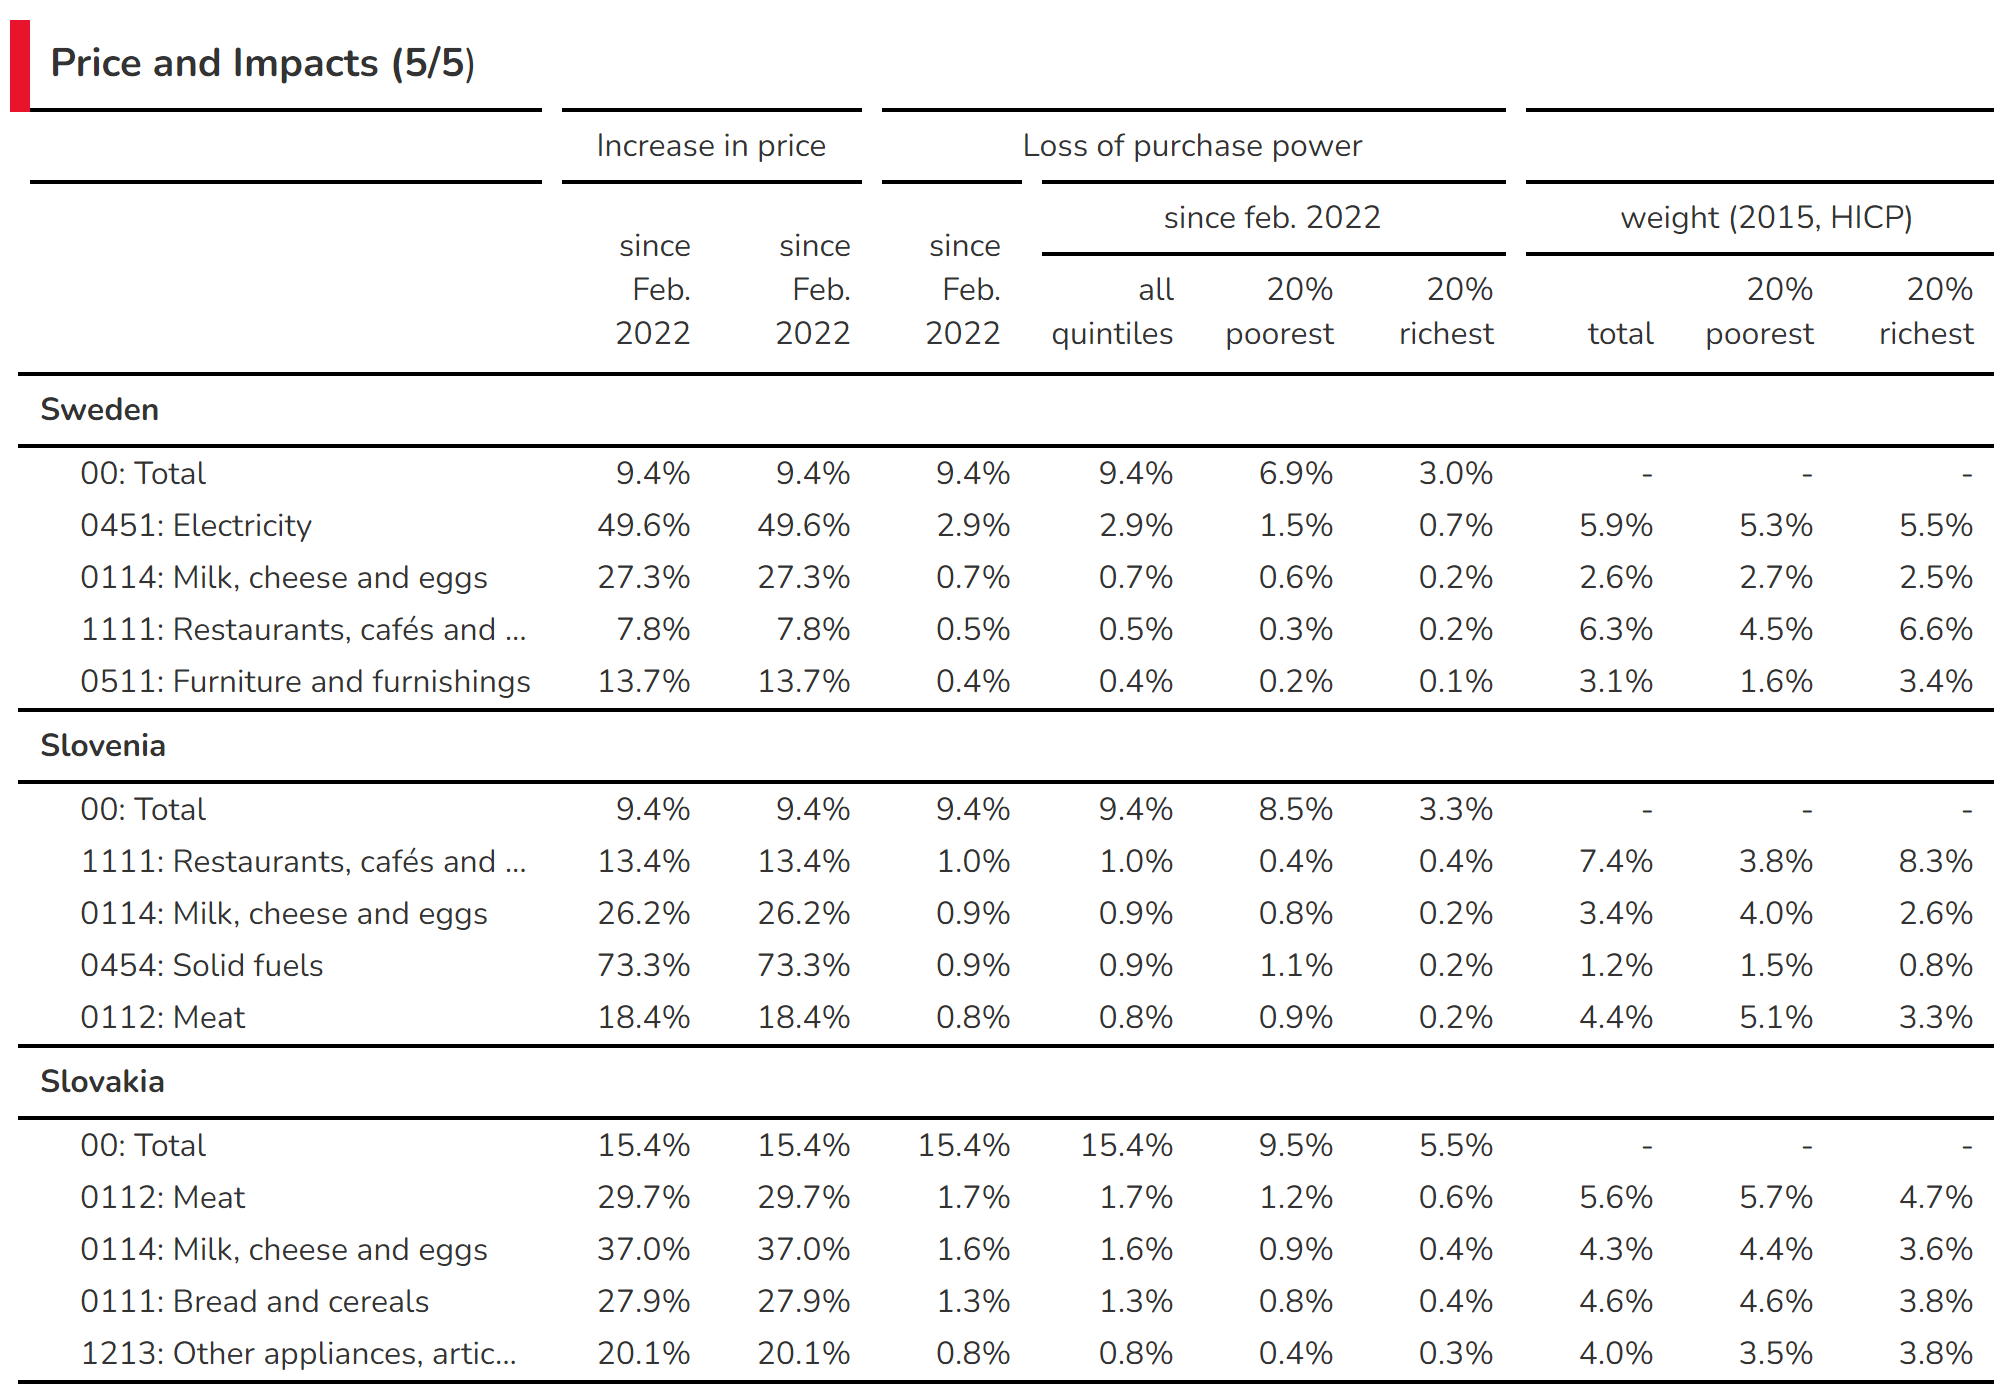 Price and Impacts (5/5)
Increase in price Loss of purchase power
since feb. 2022 weight (2015, HICP)
since since since
Feb. Feb. Feb. all 20% 20% 20% 20%
2022 2022 2022 quintiles poorest richest total poorest richest
Sweden
00: Total 9.4% 9.4% 9.4% 9.4% 6.9% 3.0% - - -
0451: Electricity 49.6% 49.6% 2.9% 2.9% 1.5% 0.7% 5.9% 5.3% 5.5%
0114: Milk, cheese and eggs 27.3% 27.3% 0.7% 0.7% 0.6% 0.2% 2.6% 2.7% 2.5%
1111: Restaurants, cafés and ... 7.8% 7.8% 0.5% 0.5% 0.3% 0.2% 6.3% 4.5% 6.6%
0511: Furniture and furnishings 13.7% 13.7% 0.4% 0.4% 0.2% 0.1% 3.1% 1.6% 3.4%
Slovenia
00: Total 9.4% 9.4% 9.4% 9.4% 8.5% 3.3% - - -
1111: Restaurants, cafés and ... 13.4% 13.4% 1.0% 1.0% 0.4% 0.4% 7.4% 3.8% 8.3%
0114: Milk, cheese and eggs 26.2% 26.2% 0.9% 0.9% 0.8% 0.2% 3.4% 4.0% 2.6%
0454: Solid fuels 73.3% 73.3% 0.9% 0.9% 1.1% 0.2% 1.2% 1.5% 0.8%
0112: Meat 18.4% 18.4% 0.8% 0.8% 0.9% 0.2% 4.4% 5.1% 3.3%
Slovakia
00: Total 15.4% 15.4% 15.4% 15.4% 9.5% 5.5% - - -
0112: Meat 29.7% 29.7% 1.7% 1.7% 1.2% 0.6% 5.6% 5.7% 4.7%
0114: Milk, cheese and eggs 37.0% 37.0% 1.6% 1.6% 0.9% 0.4% 4.3% 4.4% 3.6%
0111: Bread and cereals 27.9% 27.9% 1.3% 1.3% 0.8% 0.4% 4.6% 4.6% 3.8%
1213: Other appliances, artic... 20.1% 20.1% 0.8% 0.8% 0.4% 0.3% 4.0% 3.5% 3.8%